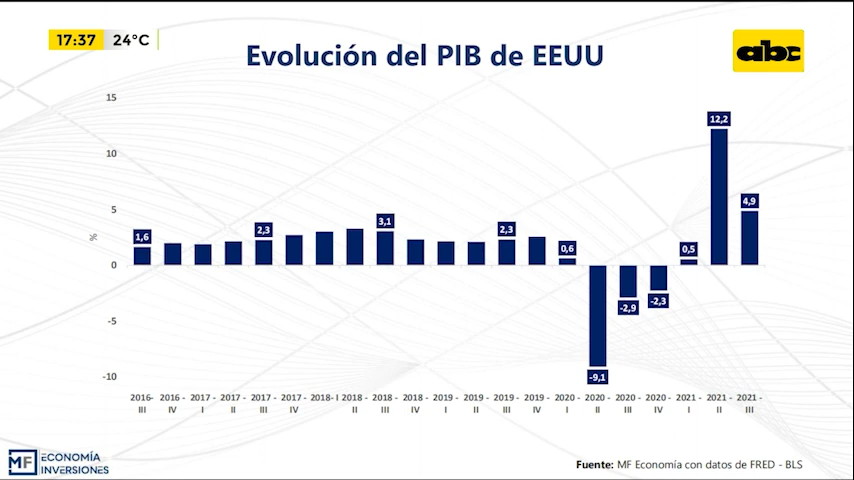 17:37 24°C
Evolución del PIB de EEUU
abc
15
10
5
0
-5
-10
%
1,6
2,3
3,1
2,3
0,6
-9,1
-2,9
-2,3
0,5
12,2
4,9
2016- III
2016 - IV
2017 - I
2017 - II
2017 - III
2017 - IV
2018- I
2018 - II
2018 - III
2018 - IV
2019 - I
2019 - II
2019 - III
2019 - IV
2020 - I
2020 - II
2020 - III
2020 - IV
2021 - I
2021 - II
2021 - III
MF ECONOMÍA
INVERSIONES
Fuente: MF Economía con datos de FRED - BLS